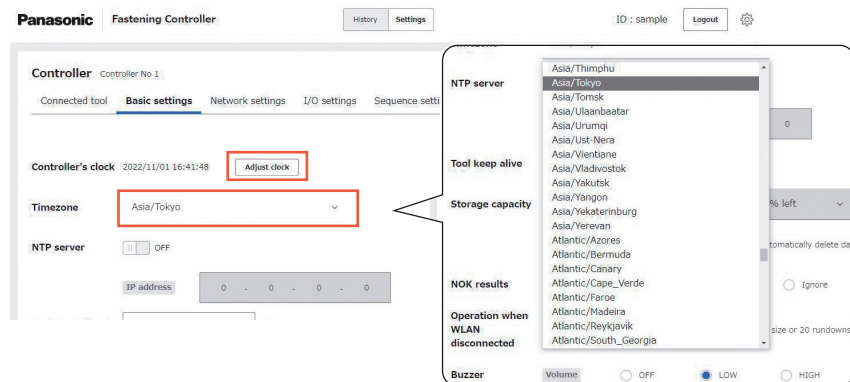 Panasonic Fastening Controller History Settings ID : sample Logout
Controller Controller No 1
Connected tool Basic settings Network settings I/O settings Sequence setti
Controller's clock 2022/11/01 16:41:48 Adjust clock
Timezone Asia/Tokyo
NTP server OFF
IP address 0 . 0 . 0 . 0
NTP server
Asia/Thimphu
Asia/Tokyo
Asia/Tomsk
Asia/Ulaanbaatar
Asia/Urumqi
Asia/Ust-Nera
Asia/Vientiane
Asia/Vladivostok
Asia/Yakutsk
Asia/Yangon
Asia/Yekaterinburg
Asia/Yerevan
Atlantic/Azores
Atlantic/Bermuda
Atlantic/Canary
Atlantic/Cape_Verde
Atlantic/Faroe
Atlantic/Madeira
Atlantic/Reykjavik
Atlantic/South_Georgia
0
Tool keep alive
Storage capacity % left
tomatically delete da
NOK results Ignore
Operation when
WLAN
disconnected
size or 20 rundowns
Buzzer Volume OFF LOW HIGH